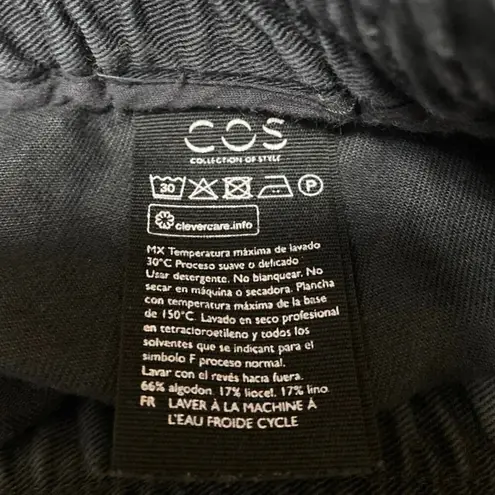 COS
COLLECTION OF STYLE
30 P
clevercare.info
MX Temperatura máxima de lavado
30°C Proceso suave o delicado
Usar detergente. No blanquear. No
secar en máquina o secadora. Plancha
con temperatura máxima de la base
de 150°C. Lavado en seco profesional
en tetracloroetileno y todos los
solventes que se indican para el
simbolo F proceso normal.
Lavar con el revés hacia fuera.
66% algodon. 17% liocel. 17% lino
FR LAVER À LA MACHINE À
L'EAU FROIDE CYCLE